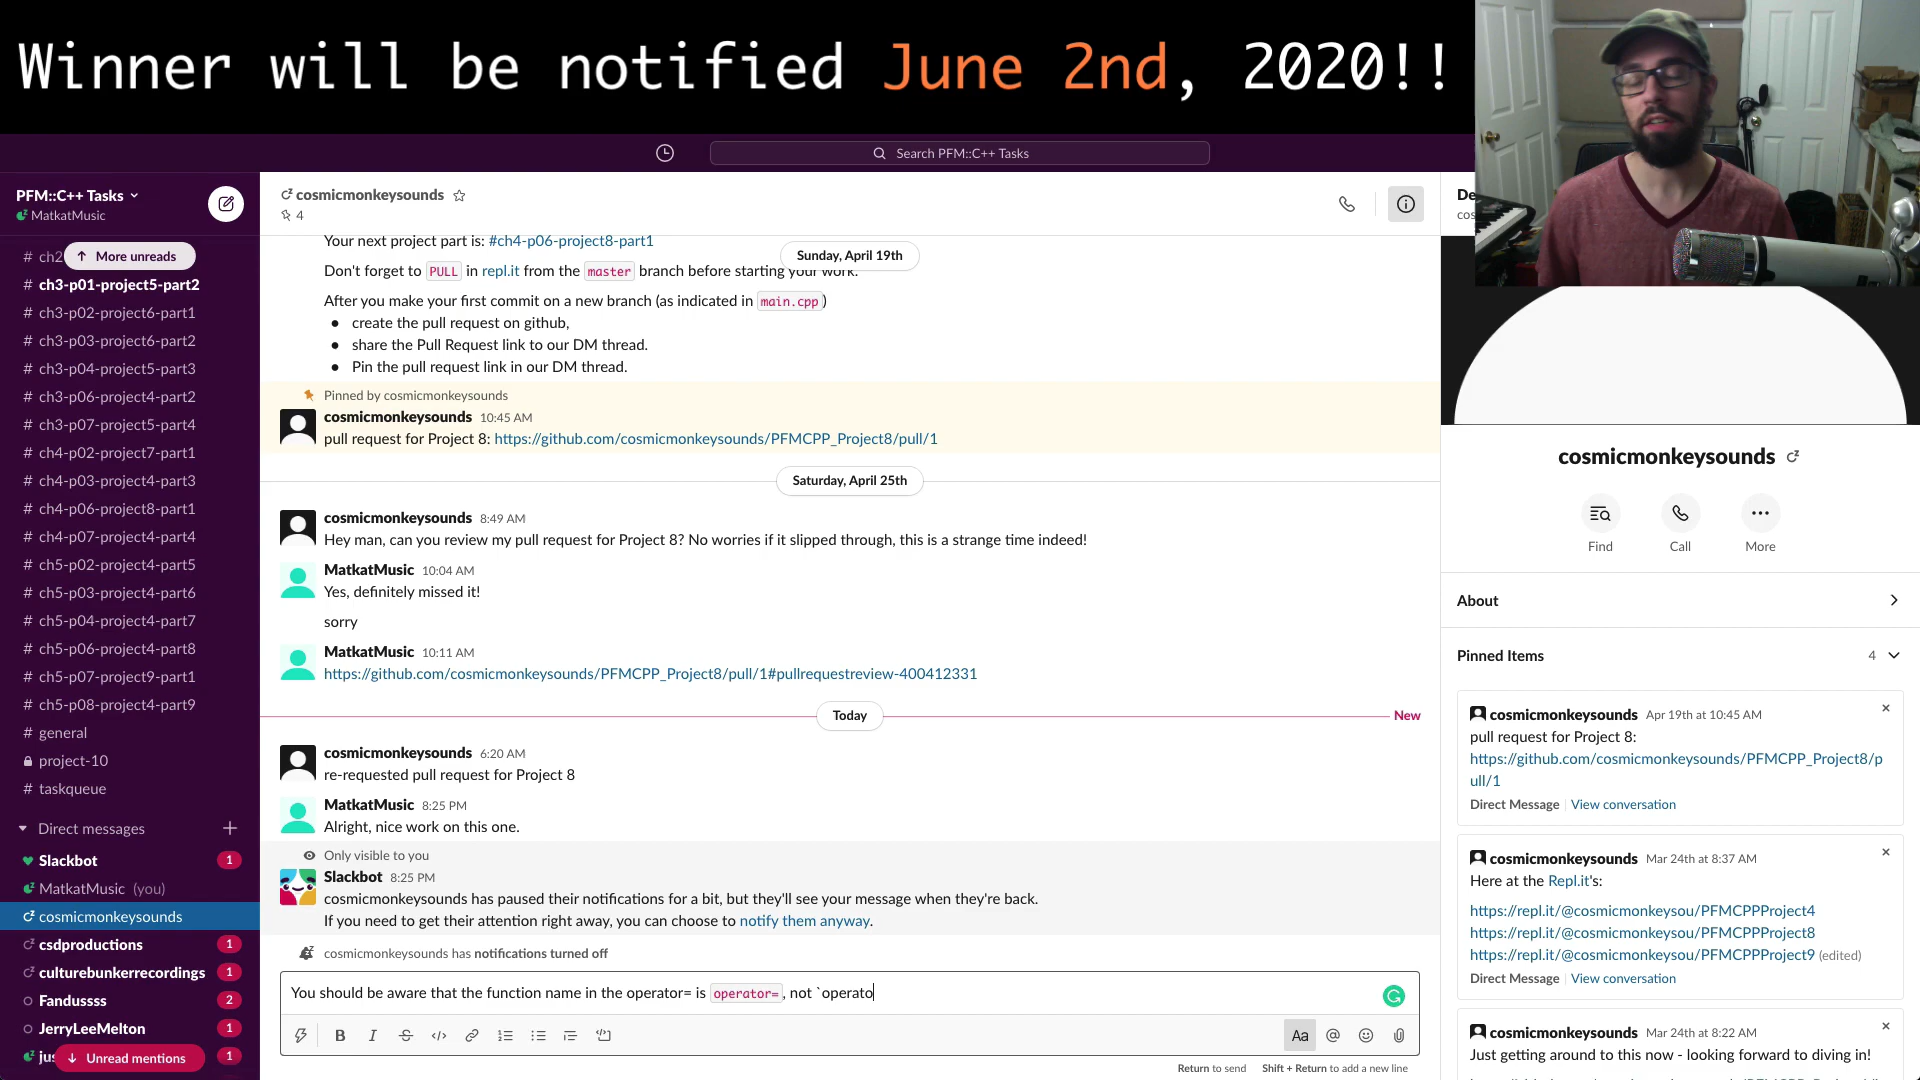 Winner will be notified June 2nd, 2020!!
Search PFM::C++ Tasks
PFM::C++ Tasks
MatkatMusic
# ch2
More unreads
# ch3-p01-project5-part2
# ch3-p02-project6-part1
# ch3-p03-project6-part2
# ch3-p04-project5-part3
# ch3-p06-project4-part2
# ch3-p07-project5-part4
# ch4-p02-project7-part1
# ch4-p03-project4-part3
# ch4-p06-project8-part1
# ch4-p07-project4-part4
# ch5-p02-project4-part5
# ch5-p03-project4-part6
# ch5-p04-project4-part7
# ch5-p06-project4-part8
# ch5-p07-project9-part1
# ch5-p08-project4-part9
# general
project-10
# taskqueue
Direct messages +
Slackbot 1
MatkatMusic (you)
cosmicmonkeysounds
csdproductions 1
culturebunkerrecordings 1
Fandussss 2
JerryLeeMelton 1
jus
Unread mentions
1
cosmicmonkeysounds
4
Your next project part is: #ch4-p06-project8-part1
Sunday, April 19th
Don't forget to PULL in repl.it from the master branch before starting your work.
After you make your first commit on a new branch (as indicated in main.cpp)
• create the pull request on github,
• share the Pull Request link to our DM thread.
• Pin the pull request link in our DM thread.
Pinned by cosmicmonkeysounds
cosmicmonkeysounds 10:45 AM
pull request for Project 8: https://github.com/cosmicmonkeysounds/PFMCPP_Project8/pull/1
Saturday, April 25th
cosmicmonkeysounds 8:49 AM
Hey man, can you review my pull request for Project 8? No worries if it slipped through, this is a strange time indeed!
MatkatMusic 10:04 AM
Yes, definitely missed it!
sorry
MatkatMusic 10:11 AM
https://github.com/cosmicmonkeysounds/PFMCPP_Project8/pull/1#pullrequestreview-400412331
Today
New
cosmicmonkeysounds 6:20 AM
re-requested pull request for Project 8
MatkatMusic 8:25 PM
Alright, nice work on this one.
Only visible to you
Slackbot 8:25 PM
cosmicmonkeysounds has paused their notifications for a bit, but they'll see your message when they're back.
If you need to get their attention right away, you can choose to notify them anyway.
cosmicmonkeysounds has notifications turned off
You should be aware that the function name in the operator= is operator=, not `operato
B I S </> Aa @
Return to send Shift + Return to add a new line
De
cos
cosmicmonkeysounds
Find
Call
More
About
Pinned Items 4
cosmicmonkeysounds Apr 19th at 10:45 AM
pull request for Project 8:
https://github.com/cosmicmonkeysounds/PFMCPP_Project8/p
ull/1
Direct Message | View conversation
cosmicmonkeysounds Mar 24th at 8:37 AM
Here at the Repl.it's:
https://repl.it/@cosmicmonkeysou/PFMCPPProject4
https://repl.it/@cosmicmonkeysou/PFMCPPProject8
https://repl.it/@cosmicmonkeysou/PFMCPPProject9 (edited)
Direct Message | View conversation
cosmicmonkeysounds Mar 24th at 8:22 AM
Just getting around to this now - looking forward to diving in!